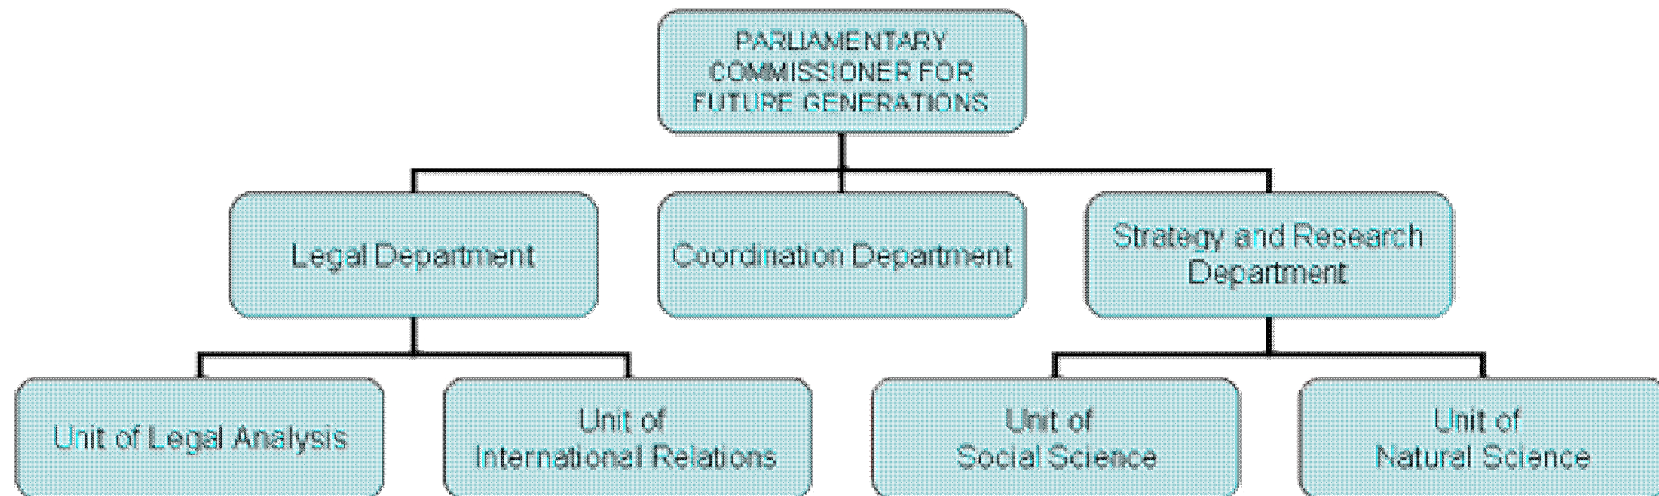 PARLIAMENTARY
COMMISSIONER FOR
FUTURE GENERATIONS
Legal Department
Coordination Department
Strategy and Research
Department
Unit of Legal Analysis
Unit of
International Relations
Unit of
Social Science
Unit of
Natural Science